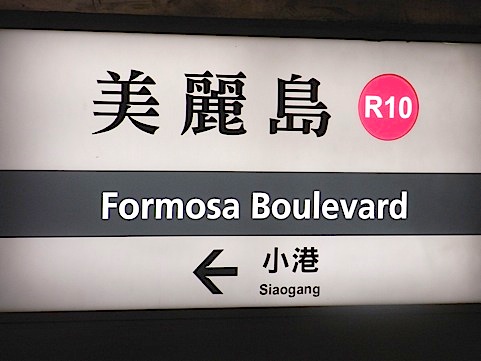 美麗島 R10
Formosa Boulevard
← 小港
Siaogang